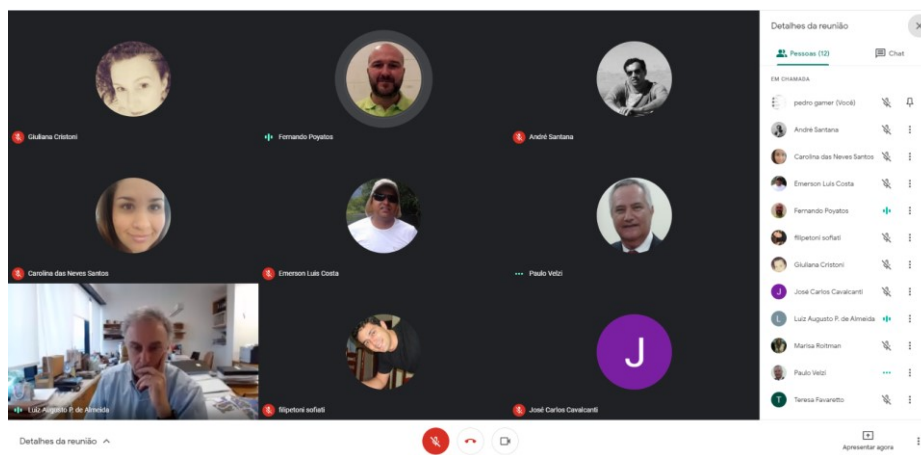 Giuliana Cristoni
Fernando Poyatos
André Santana
Carolina das Neves Santos
Emerson Luis Costa
Paulo Velzi
Luiz Augusto P. de Almeida
filipetoni sofiati
J
José Carlos Cavalcanti
Detalhes da reunião
Pessoas (12)
Chat
EM CHAMADA
pedro gamer (Você)
André Santana
Carolina das Neves Santos
Emerson Luis Costa
Fernando Poyatos
filipetoni sofiati
Giuliana Cristoni
J José Carlos Cavalcanti
L Luiz Augusto P. de Almeida
Marisa Roitman
Paulo Velzi
T Teresa Favaretto
Detalhes da reunião
Apresentar agora